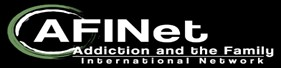 AFINet
Addiction and the Family
International Network